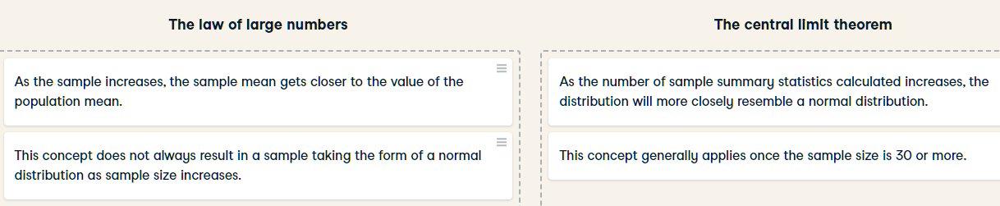 The law of large numbers
As the sample increases, the sample mean gets closer to the value of the
population mean.
This concept does not always result in a sample taking the form of a normal
distribution as sample size increases.
The central limit theorem
As the number of sample summary statistics calculated increases, the
distribution will more closely resemble a normal distribution.
This concept generally applies once the sample size is 30 or more.